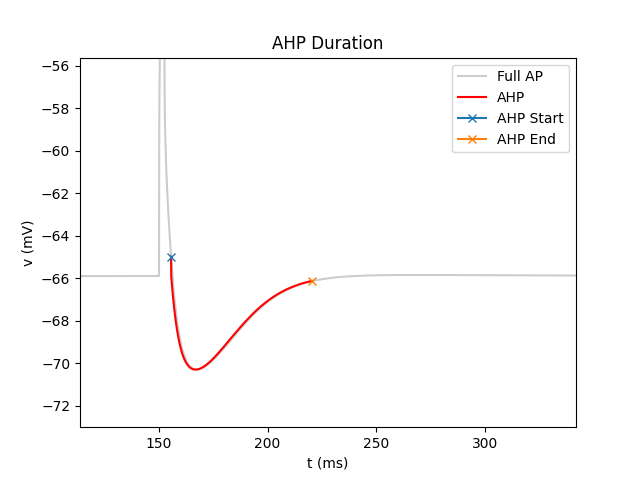 AHP Duration
−56
−58
−60
−62
−64
−66
−68
−70
−72
v (mV)
150
200
250
300
t (ms)
Full AP
AHP
AHP Start
AHP End